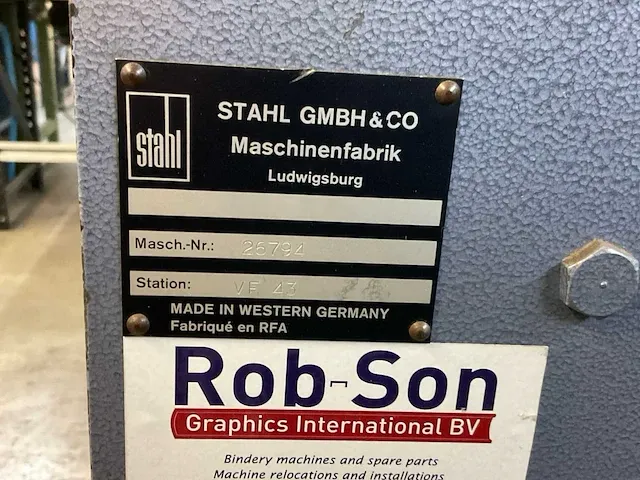 stahl
STAHL GMBH & CO
Maschinenfabrik
Ludwigsburg
Masch.-Nr.: 26794
Station: VF 43
MADE IN WESTERN GERMANY
Fabriqué en RFA
Rob-Son
Graphics International BV
Bindery machines and spare parts
Machine relocations and installations